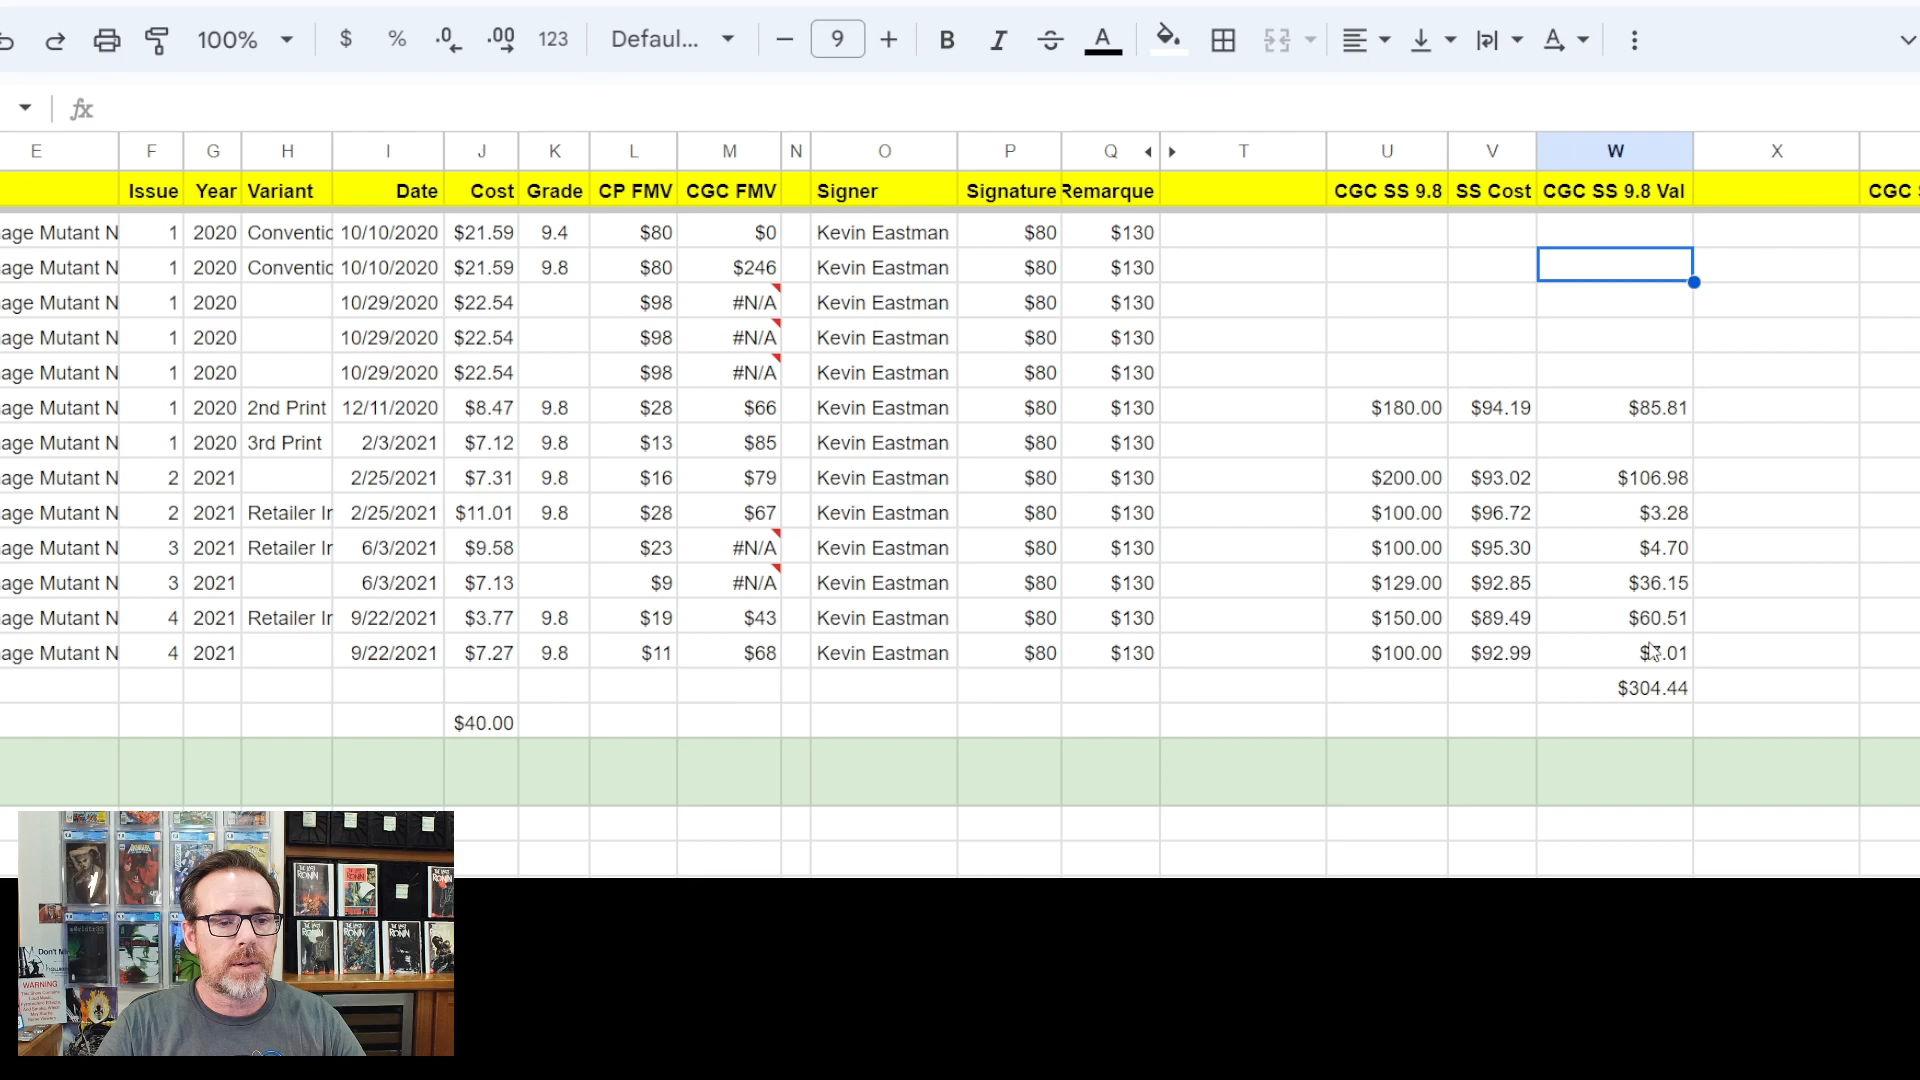 100% $ % .0 .00 123 Defaul... 9 B I A
fx
E F G H I J K L M N O P Q T U V W X
Issue Year Variant Date Cost Grade CP FMV CGC FMV Signer Signature Remarque CGC SS 9.8 SS Cost CGC SS 9.8 Val CGC
age Mutant N 1 2020 Conventic 10/10/2020 $21.59 9.4 $80 $0 Kevin Eastman $80 $130
age Mutant N 1 2020 Conventic 10/10/2020 $21.59 9.8 $80 $246 Kevin Eastman $80 $130
age Mutant N 1 2020 10/29/2020 $22.54 $98 #N/A Kevin Eastman $80 $130
age Mutant N 1 2020 10/29/2020 $22.54 $98 #N/A Kevin Eastman $80 $130
age Mutant N 1 2020 10/29/2020 $22.54 $98 #N/A Kevin Eastman $80 $130
age Mutant N 1 2020 2nd Print 12/11/2020 $8.47 9.8 $28 $66 Kevin Eastman $80 $130 $180.00 $94.19 $85.81
age Mutant N 1 2020 3rd Print 2/3/2021 $7.12 9.8 $13 $85 Kevin Eastman $80 $130
age Mutant N 2 2021 2/25/2021 $7.31 9.8 $16 $79 Kevin Eastman $80 $130 $200.00 $93.02 $106.98
age Mutant N 2 2021 Retailer Ir 2/25/2021 $11.01 9.8 $28 $67 Kevin Eastman $80 $130 $100.00 $96.72 $3.28
age Mutant N 3 2021 Retailer Ir 6/3/2021 $9.58 $23 #N/A Kevin Eastman $80 $130 $100.00 $95.30 $4.70
age Mutant N 3 2021 6/3/2021 $7.13 $9 #N/A Kevin Eastman $80 $130 $129.00 $92.85 $36.15
age Mutant N 4 2021 Retailer Ir 9/22/2021 $3.77 9.8 $19 $43 Kevin Eastman $80 $130 $150.00 $89.49 $60.51
age Mutant N 4 2021 9/22/2021 $7.27 9.8 $11 $68 Kevin Eastman $80 $130 $100.00 $92.99
$304.44
$40.00
THE LAST RONIN
Don't
WARNING